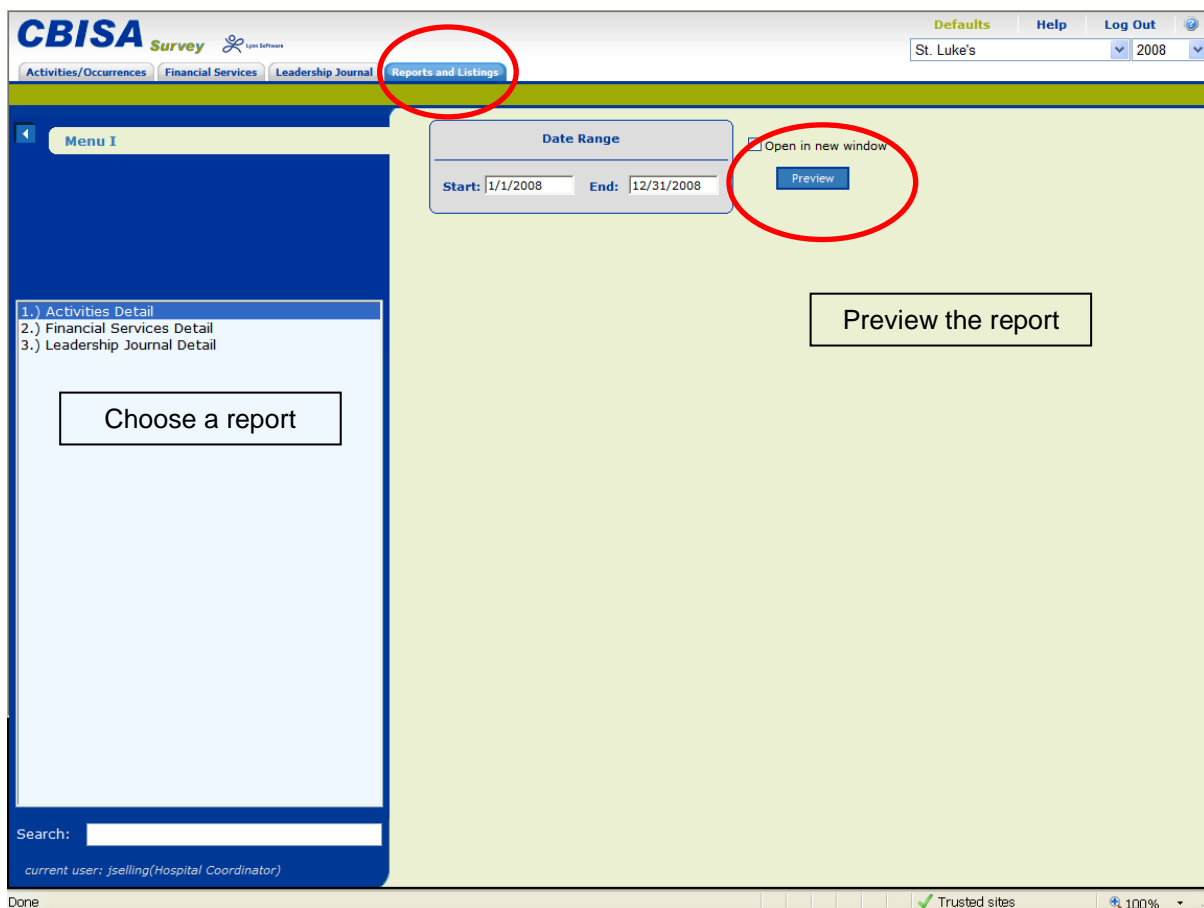 CBISA Survey Lyon Software
Defaults Help Log Out
St. Luke's 2008
Activities/Occurrences Financial Services Leadership Journal Reports and Listings
Menu I
Date Range
Open in new window
Start: 1/1/2008 End: 12/31/2008
Preview
1.) Activities Detail
2.) Financial Services Detail
3.) Leadership Journal Detail
Preview the report
Choose a report
Search:
current user: jselling(Hospital Coordinator)
Done Trusted sites 100%